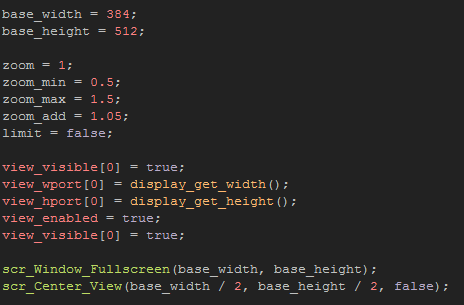 base_width = 384;
base_height = 512;
zoom = 1;
zoom_min = 0.5;
zoom_max = 1.5;
zoom_add = 1.05;
limit = false;
view_visible[0] = true;
view_wport[0] = display_get_width();
view_hport[0] = display_get_height();
view_enabled = true;
view_visible[0] = true;
scr_Window_Fullscreen(base_width, base_height);
scr_Center_View(base_width / 2, base_height / 2, false);